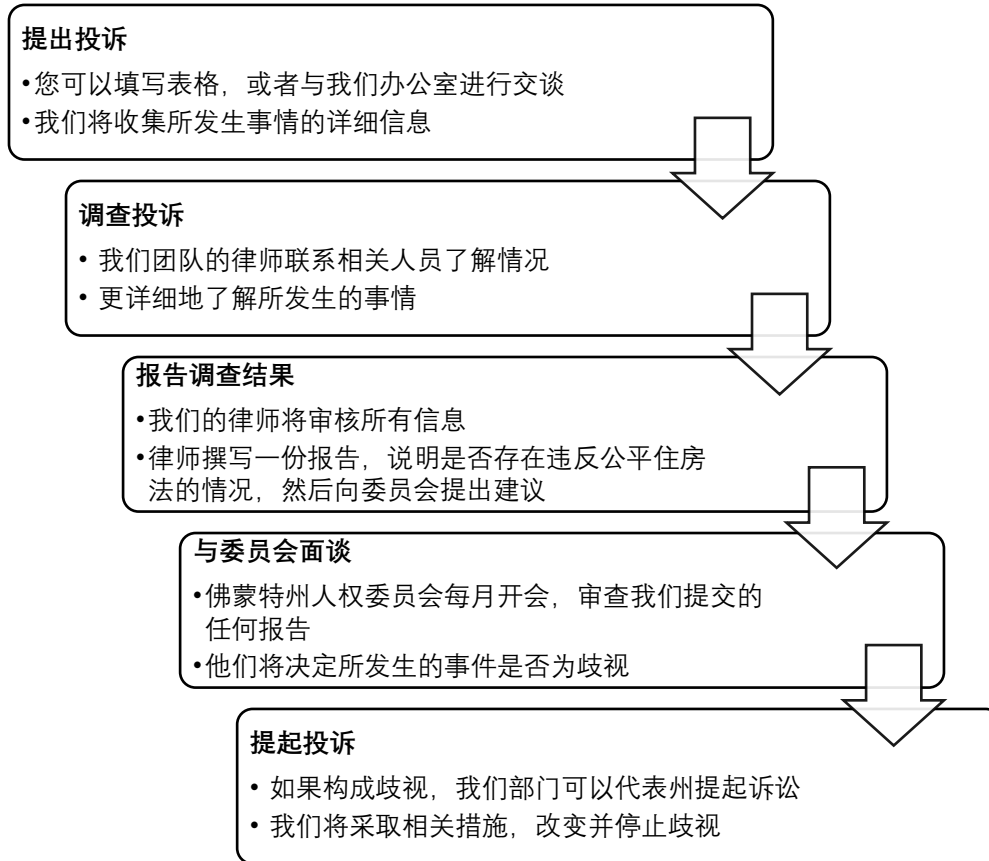 提出投诉
•您可以填写表格，或者与我们办公室进行交谈
•我们将收集所发生事情的详细信息
调查投诉
• 我们团队的律师联系相关人员了解情况
• 更详细地了解所发生的事情
报告调查结果
•我们的律师将审核所有信息
•律师撰写一份报告，说明是否存在违反公平住房
法的情况，然后向委员会提出建议
与委员会面谈
•佛蒙特州人权委员会每月开会，审查我们提交的
任何报告
•他们将决定所发生的事件是否为歧视
提起投诉
• 如果构成歧视，我们部门可以代表州提起诉讼
• 我们将采取相关措施，改变并停止歧视